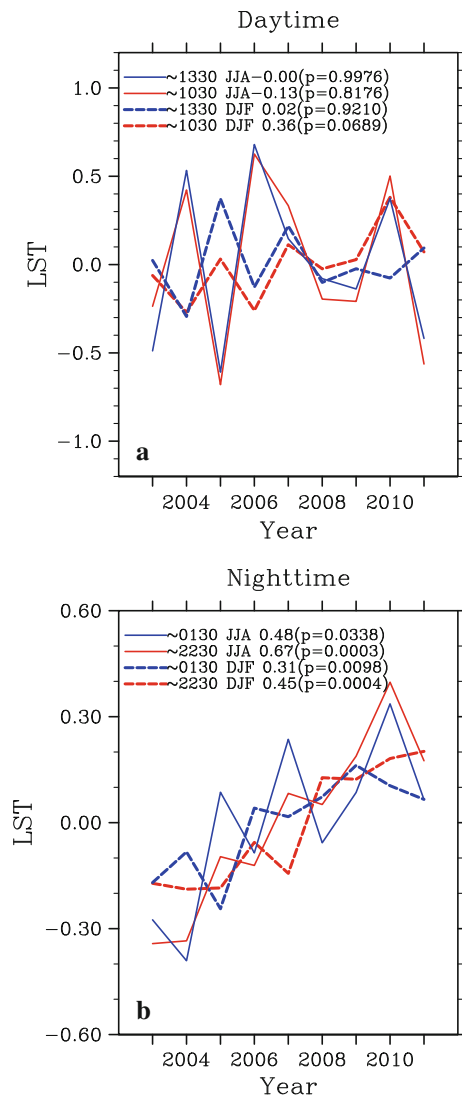 Daytime
~1330 JJA-0.00(p=0.9976)
~1030 JJA-0.13(p=0.8176)
~1330 DJF 0.02(p=0.9210)
~1030 DJF 0.36(p=0.0689)
1.0
0.5
0.0
-0.5
-1.0
LST
a
2004 2006 2008 2010
Year
Nighttime
~0130 JJA 0.48(p=0.0338)
~2230 JJA 0.67(p=0.0003)
~0130 DJF 0.31(p=0.0098)
~2230 DJF 0.45(p=0.0004)
0.60
0.30
0.00
-0.30
-0.60
LST
b
2004 2006 2008 2010
Year